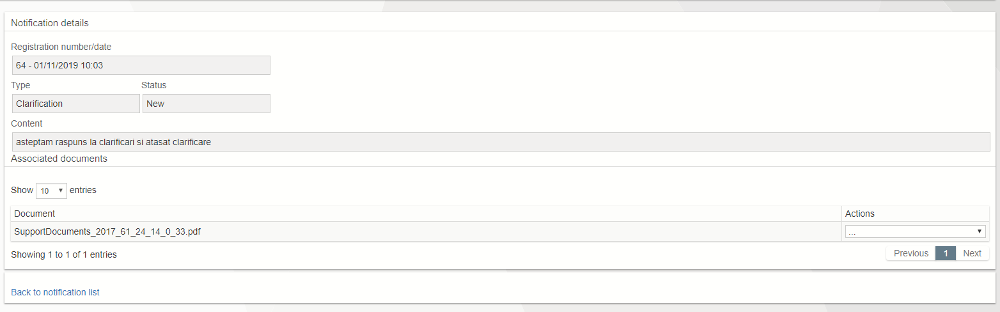 Notification details
Registration number/date
64 - 01/11/2019 10:03
Type Status
Clarification New
Content
asteptam raspuns la clarificari si atasat clarificare
Associated documents
Show 10 entries
Document Actions
SupportDocuments_2017_61_24_14_0_33.pdf ...
Showing 1 to 1 of 1 entries Previous 1 Next
Back to notification list